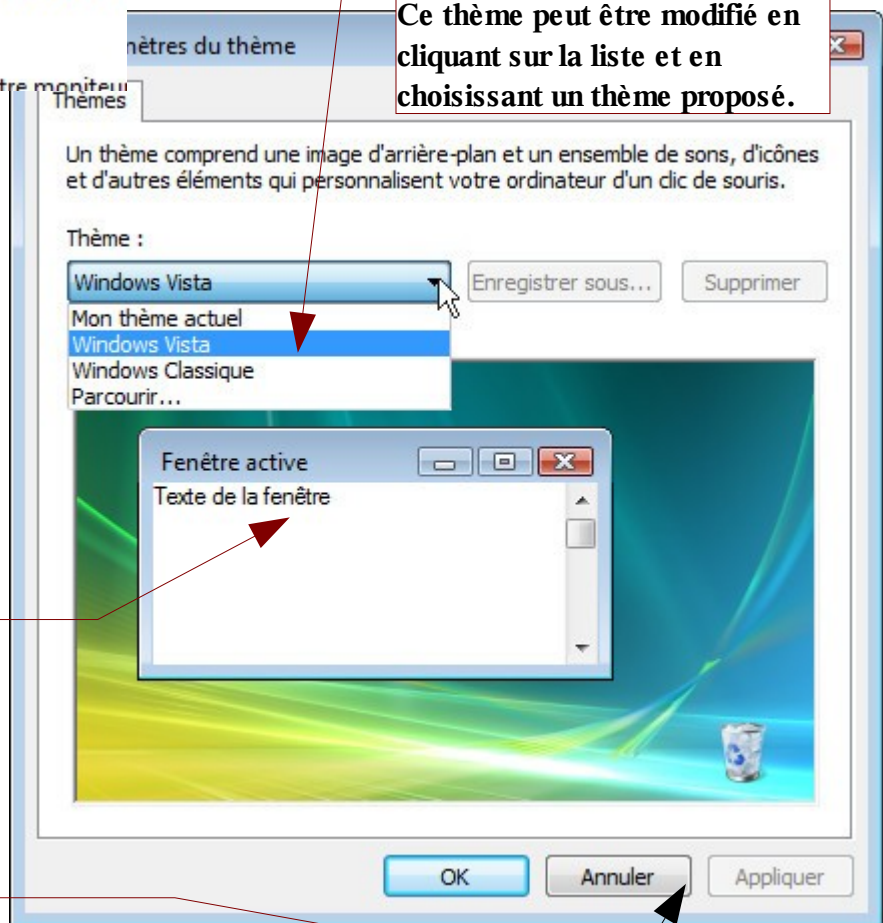 Ce thème peut être modifié en
cliquant sur la liste et en
choisissant un thème proposé.
nètres du thème
tre moniteur
Thèmes
Un thème comprend une image d'arrière-plan et un ensemble de sons, d'icônes
et d'autres éléments qui personnalisent votre ordinateur d'un clic de souris.
Thème :
Windows Vista
Enregistrer sous...
Supprimer
Mon thème actuel
Windows Vista
Windows Classique
Parcourir...
Fenêtre active
Texte de la fenêtre
OK
Annuler
Appliquer